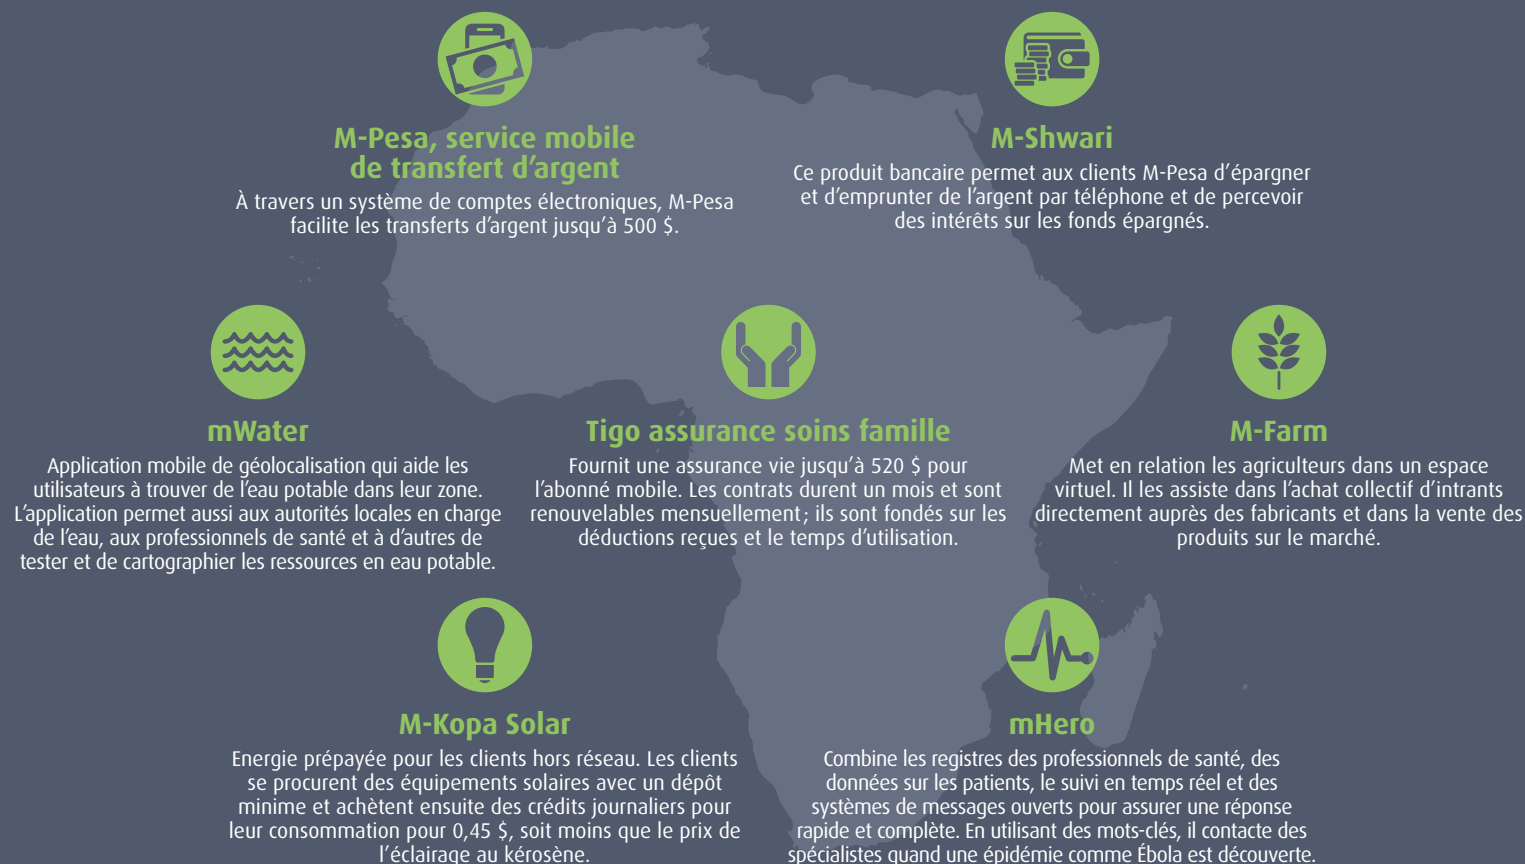 M-Pesa, service mobile
de transfert d’argent
À travers un système de comptes électroniques, M-Pesa
facilite les transferts d’argent jusqu’à 500 $.
M-Shwari
Ce produit bancaire permet aux clients M-Pesa d’épargner
et d’emprunter de l’argent par téléphone et de percevoir
des intérêts sur les fonds épargnés.
mWater
Application mobile de géolocalisation qui aide les
utilisateurs à trouver de l’eau potable dans leur zone.
L’application permet aussi aux autorités locales en charge
de l’eau, aux professionnels de santé et à d’autres de
tester et de cartographier les ressources en eau potable.
Tigo assurance soins famille
Fournit une assurance vie jusqu’à 520 $ pour
l’abonné mobile. Les contrats durent un mois et sont
renouvelables mensuellement ; ils sont fondés sur les
déductions reçues et le temps d’utilisation.
M-Farm
Met en relation les agriculteurs dans un espace
virtuel. Il les assiste dans l’achat collectif d’intrants
directement auprès des fabricants et dans la vente des
produits sur le marché.
M-Kopa Solar
Energie prépayée pour les clients hors réseau. Les clients
se procurent des équipements solaires avec un dépôt
minime et achètent ensuite des crédits journaliers pour
leur consommation pour 0,45 $, soit moins que le prix de
l’éclairage au kérosène.
mHero
Combine les registres des professionnels de santé, des
données sur les patients, le suivi en temps réel et des
systèmes de messages ouverts pour assurer une réponse
rapide et complète. En utilisant des mots-clés, il contacte des
spécialistes quand une épidémie comme Ébola est découverte.